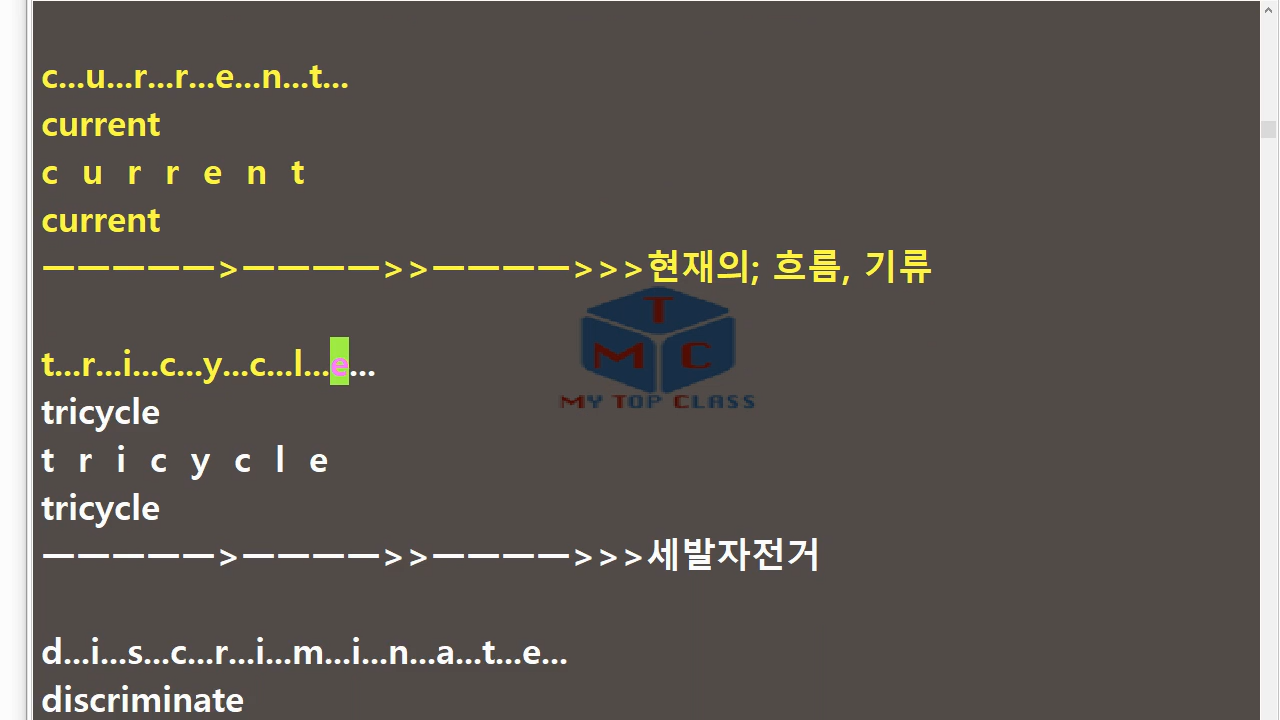 c...u...r...r...e...n...t...
current
c u r r e n t
current
ㅡㅡㅡㅡㅡ>ㅡㅡㅡㅡ>>ㅡㅡㅡㅡ>>>현재의; 흐름, 기류
T
M C
MY TOP CLASS
t...r...i...c...y...c...l...e...
tricycle
t r i c y c l e
tricycle
ㅡㅡㅡㅡㅡ>ㅡㅡㅡㅡ>>ㅡㅡㅡㅡ>>>세발자전거
d...i...s...c...r...i...m...i...n...a...t...e...
discriminate